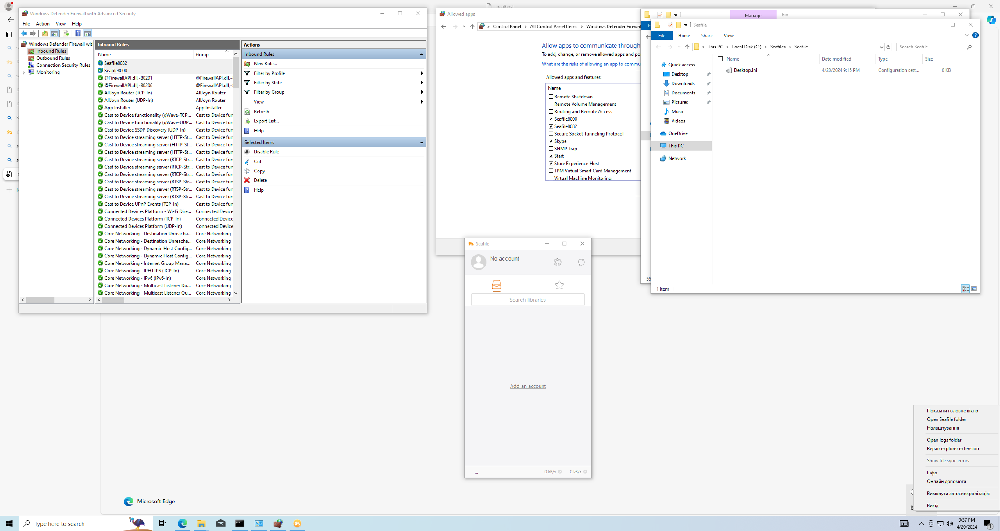 localhost
Windows Defender Firewall with Advanced Security
File Action View Help
Windows Defender Firewall wit
Inbound Rules
Outbound Rules
Connection Security Rules
Monitoring
Inbound Rules
Name Group
Seafile8082
Seafile8000
@FirewallAPI.dll,-80201 @FirewallAPI.dll,-
@FirewallAPI.dll,-80206 @FirewallAPI.dll,-
AllJoyn Router (TCP-In) AllJoyn Router
AllJoyn Router (UDP-In) AllJoyn Router
App Installer App Installer
Cast to Device functionality (qWave-TCP... Cast to Device fun
Cast to Device functionality (qWave-UDP... Cast to Device fun
Cast to Device SSDP Discovery (UDP-In) Cast to Device fun
Cast to Device streaming server (HTTP-St... Cast to Device fun
Cast to Device streaming server (HTTP-St... Cast to Device fun
Cast to Device streaming server (HTTP-St... Cast to Device fun
Cast to Device streaming server (RTCP-Str... Cast to Device fun
Cast to Device streaming server (RTCP-Str... Cast to Device fun
Cast to Device streaming server (RTCP-Str... Cast to Device fun
Cast to Device streaming server (RTSP-Str... Cast to Device fun
Cast to Device streaming server (RTSP-Str... Cast to Device fun
Cast to Device streaming server (RTSP-Str... Cast to Device fun
Cast to Device UPnP Events (TCP-In) Cast to Device fun
Connected Devices Platform - Wi-Fi Dire... Connected Device
Connected Devices Platform (TCP-In) Connected Device
Connected Devices Platform (UDP-In) Connected Device
Core Networking - Destination Unreacha... Core Networking
Core Networking - Destination Unreacha... Core Networking
Core Networking - Dynamic Host Config... Core Networking
Core Networking - Dynamic Host Config... Core Networking
Core Networking - Internet Group Mana... Core Networking
Core Networking - IPHTTPS (TCP-In) Core Networking
Core Networking - IPv6 (IPv6-In) Core Networking
Core Networking - Multicast Listener Do... Core Networking
Core Networking - Multicast Listener Qu... Core Networking
Actions
Inbound Rules
New Rule...
Filter by Profile
Filter by State
Filter by Group
View
Refresh
Export List...
Help
Selected Items
Disable Rule
Cut
Copy
Delete
Help
Allowed apps
Control Panel › All Control Panel Items › Windows Defender Firewa
Allow apps to communicate through
To add, change, or remove allowed apps and po
What are the risks of allowing an app to commu
Allowed apps and features:
Name
Remote Shutdown
Remote Volume Management
Routing and Remote Access
Seafile8000
Seafile8082
Secure Socket Tunneling Protocol
Skype
SNMP Trap
Start
Store Experience Host
TPM Virtual Smart Card Management
Virtual Machine Monitoring
Manage bin
56
Seafile
File Home Share View
This PC › Local Disk (C:) › Seafiles › Seafile
Search Seafile
Quick access
Desktop
Downloads
Documents
Pictures
Music
Videos
OneDrive
This PC
Network
Name Date modified Type Size
Desktop.ini 4/20/2024 9:15 PM Configuration sett... 0 KB
1 item
Seafile
No account
Search libraries
Add an account
... 0 kB/s 0 kB/s
Показати головне вікно
Open Seafile folder
Налаштування
Open logs folder
Repair explorer extension
Show file sync errors
Інфо
Онлайн допомога
Вимкнути автосинхронізацію
Вихід
Microsoft Edge
Type here to search
9:37 PM
4/20/2024
1